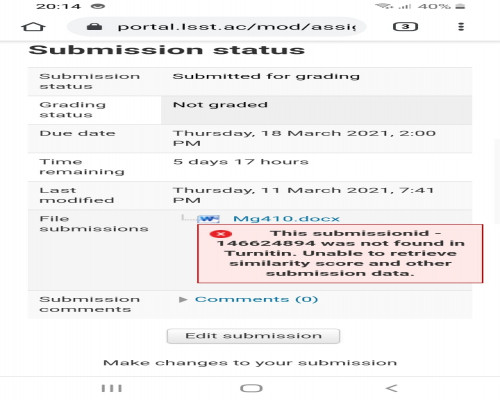 20:14
40%
portal.lsst.ac/mod/assig
3
Submission status
Submission
status
Submitted for grading
Grading
status
Not graded
Due date
Thursday, 18 March 2021, 2:00
PM
Time
remaining
5 days 17 hours
Last
modified
Thursday, 11 March 2021, 7:41
PM
File
submissions
Mg410.docx
This submissionid -
146624894 was not found in
Turnitin. Unable to retrieve
similarity score and other
submission data.
Submission
comments
Comments (0)
Edit submission
Make changes to your submission